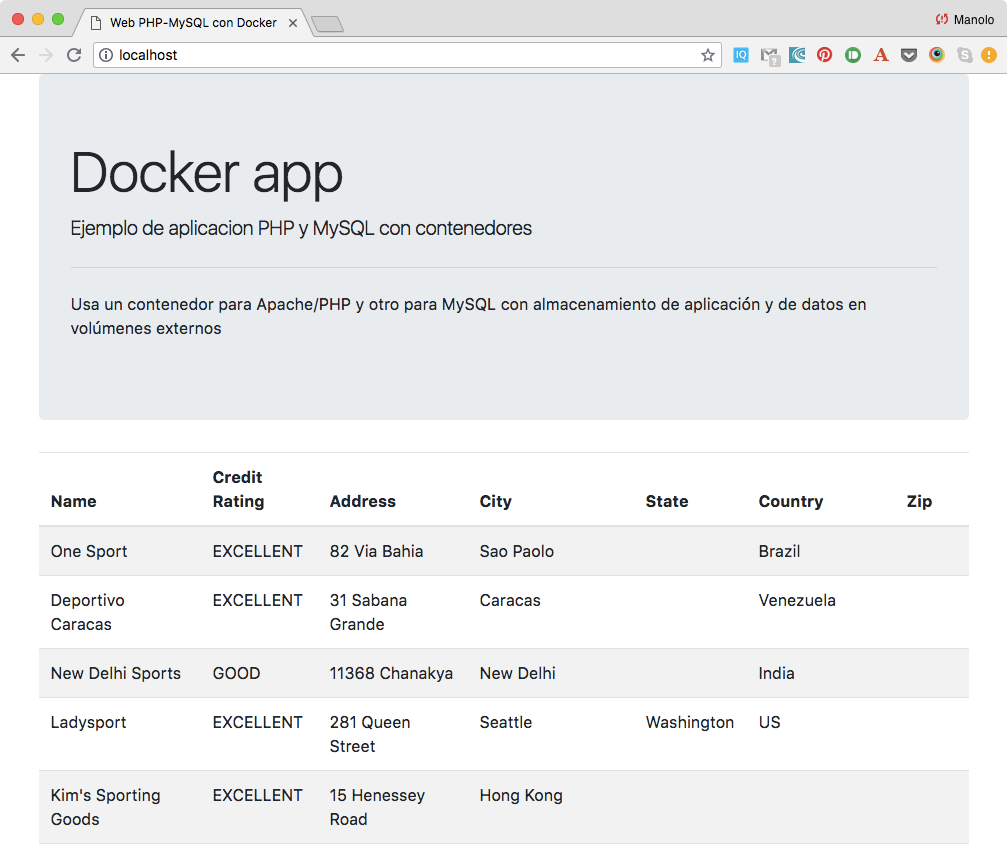 Web PHP-MySQL con Docker
Manolo
localhost
IQ
?
A
S
Docker app
Ejemplo de aplicacion PHP y MySQL con contenedores
Usa un contenedor para Apache/PHP y otro para MySQL con almacenamiento de aplicación y de datos en
volúmenes externos
Name Credit Rating Address City State Country Zip
One Sport EXCELLENT 82 Via Bahia Sao Paolo Brazil
Deportivo EXCELLENT 31 Sabana Caracas Venezuela
Caracas Grande
New Delhi Sports GOOD 11368 Chanakya New Delhi India
Ladysport EXCELLENT 281 Queen Seattle Washington US
Street
Kim's Sporting EXCELLENT 15 Henessey Hong Kong
Goods Road